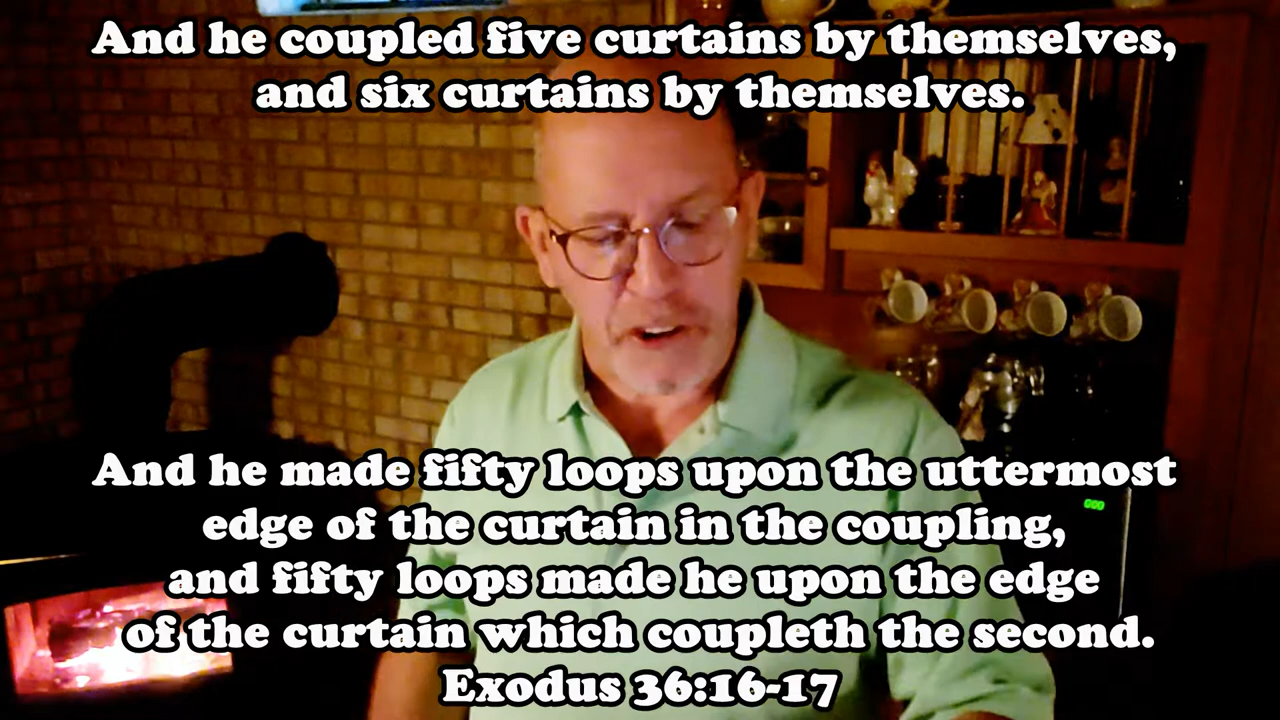 And he coupled five curtains by themselves,
and six curtains by themselves.
And he made fifty loops upon the uttermost
edge of the curtain in the coupling,
and fifty loops made he upon the edge
of the curtain which coupleth the second.
Exodus 36:16-17